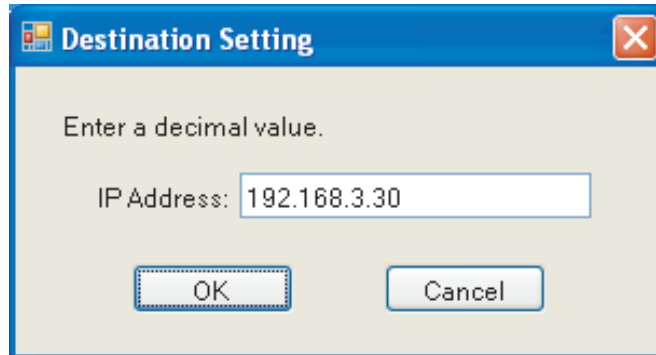 Destination Setting
Enter a decimal value.
IP Address: 192.168.3.30
OK Cancel